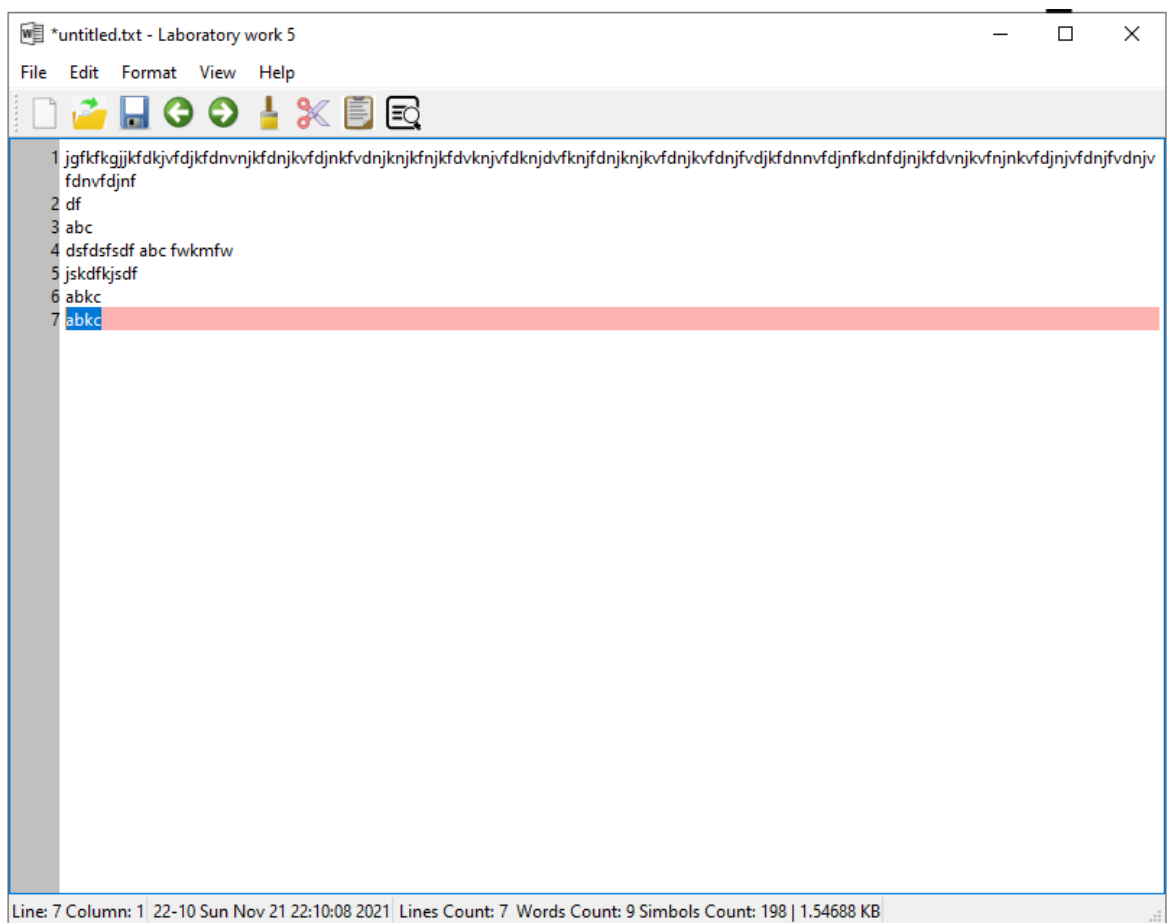 *untitled.txt - Laboratory work 5
File Edit Format View Help
1 jgfkfkgjjkfdkjvfdjkfdnvnjkfdnjkvfdjnkfvdnjknjkfnjkfdvknjvfdknjdvfknjfdnjknjkvfdnjkvfdnjfvdjkfdnnvfdjnfkdnfdjnjkfdvnjkvfnjnkvfdjnjvfdnjfvdnjv
fdnvfdjnf
2 df
3 abc
4 dsfdsfsdf abc fwkmfw
5 jskdfkjsdf
6 abkc
7 abkc
Line: 7 Column: 1 22-10 Sun Nov 21 22:10:08 2021 Lines Count: 7 Words Count: 9 Simbols Count: 198 | 1.54688 KB